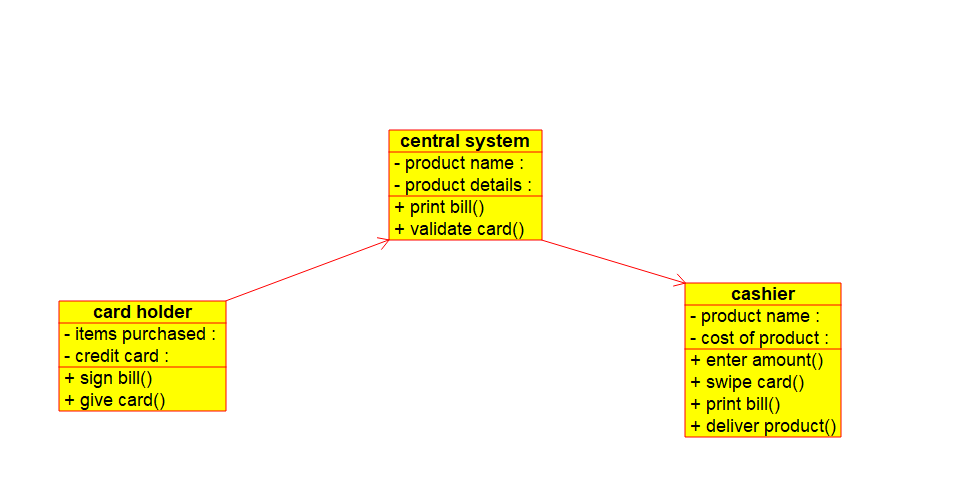 central system
- product name :
- product details :
+ print bill()
+ validate card()
card holder
- items purchased :
- credit card :
+ sign bill()
+ give card()
cashier
- product name :
- cost of product :
+ enter amount()
+ swipe card()
+ print bill()
+ deliver product()